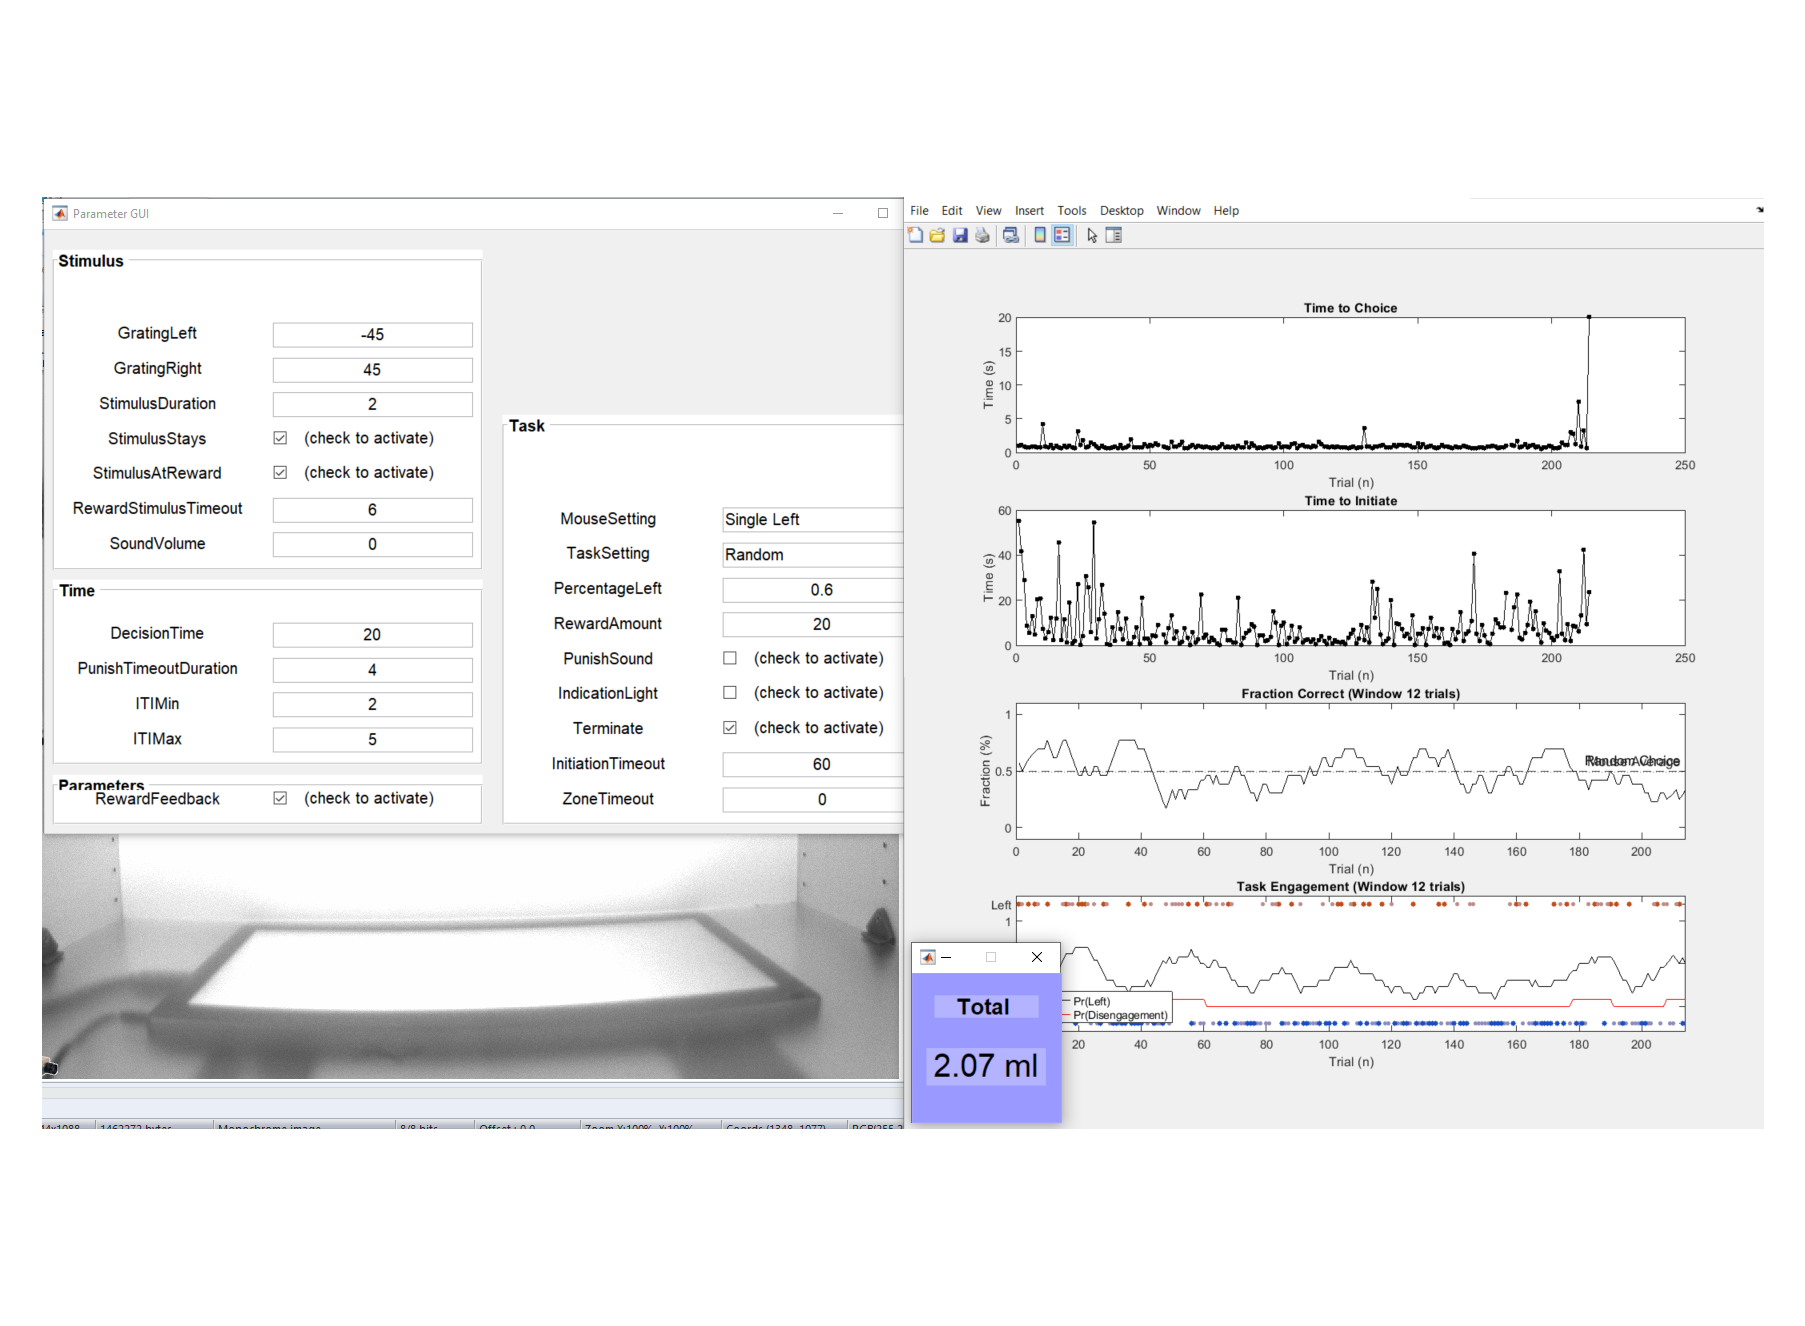 Parameter GUI
Stimulus
GratingLeft -45
GratingRight 45
StimulusDuration 2
StimulusStays (check to activate)
StimulusAtReward (check to activate)
RewardStimulusTimeout 6
SoundVolume 0
Time
DecisionTime 20
PunishTimeoutDuration 4
ITIMin 2
ITIMax 5
Parameters
RewardFeedback (check to activate)
Task
MouseSetting Single Left
TaskSetting Random
PercentageLeft 0.6
RewardAmount 20
PunishSound (check to activate)
IndicationLight (check to activate)
Terminate (check to activate)
InitiationTimeout 60
ZoneTimeout 0
File Edit View Insert Tools Desktop Window Help
Time to Choice
Time (s)
20
15
10
5
0
0 50 100 150 200 250
Trial (n)
Time to Initiate
Time (s)
60
40
20
0
0 50 100 150 200 250
Trial (n)
Fraction Correct (Window 12 trials)
Fraction (%)
1
0.5
0
Random Choice
Mouse Average
0 20 40 60 80 100 120 140 160 180 200
Trial (n)
Task Engagement (Window 12 trials)
Left
1
Pr(Left)
Pr(Disengagement)
20 40 60 80 100 120 140 160 180 200
Trial (n)
Total
2.07 ml